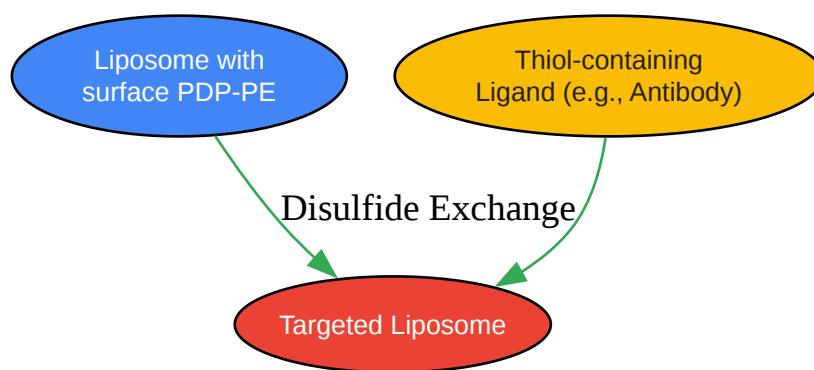 Liposome with
surface PDP-PE
Thiol-containing
Ligand (e.g., Antibody)
Disulfide Exchange
Targeted Liposome